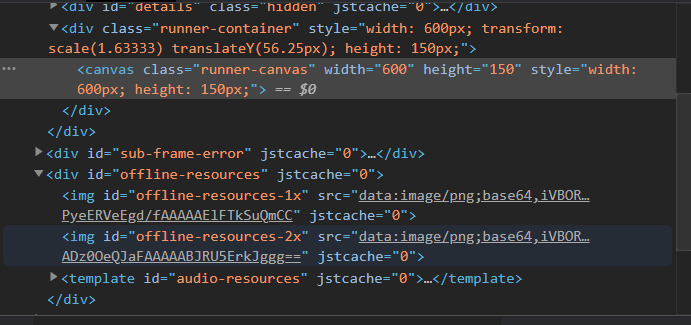 <div id="details" class="hidden" jstcache="0">…</div>
<div class="runner-container" style="width: 600px; transform:
scale(1.63333) translateY(56.25px); height: 150px;">
… <canvas class="runner-canvas" width="600" height="150" style="width:
600px; height: 150px;"> == $0
</div>
</div>
<div id="sub-frame-error" jstcache="0">…</div>
<div id="offline-resources" jstcache="0">
<img id="offline-resources-1x" src="data:image/png;base64,iVBOR…
PyeERVeEgd/fAAAAAElFTkSuQmCC" jstcache="0">
<img id="offline-resources-2x" src="data:image/png;base64,iVBOR…
ADz0OeQJaFAAAAABJRU5ErkJggg==" jstcache="0">
<template id="audio-resources" jstcache="0">…</template>
</div>